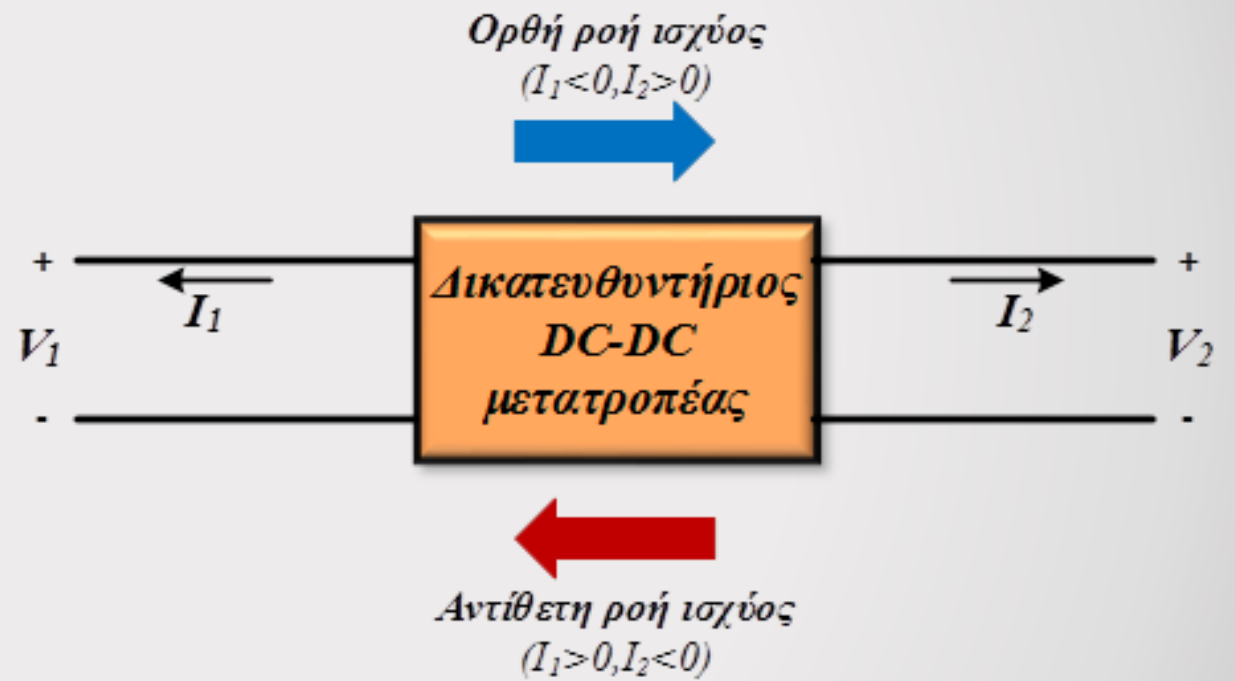 Ορθή ροή ισχύος
(I₁<0,I₂>0)
+
+
I₁
I₂
V₁
V₂
-
-
Δικατευθυντήριος
DC-DC
μετατροπέας
Αντίθετη ροή ισχύος
(I₁>0,I₂<0)